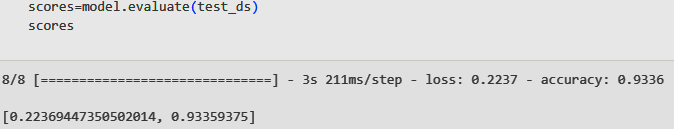 scores=model.evaluate(test_ds)
scores
8/8 [==============================] - 3s 211ms/step - loss: 0.2237 - accuracy: 0.9336
[0.22369447350502014, 0.93359375]